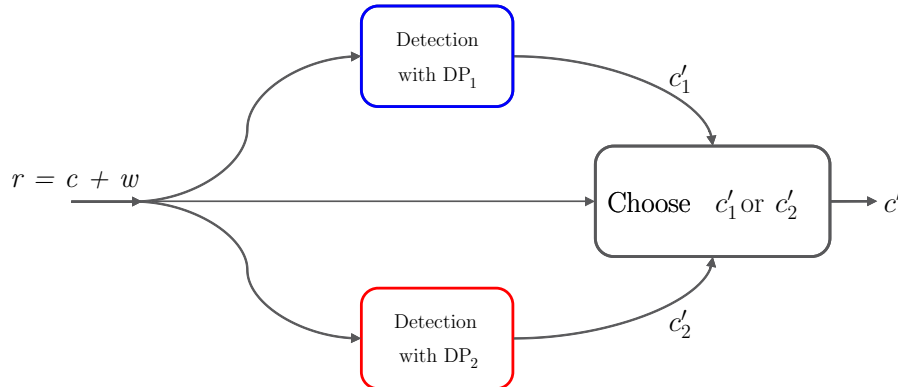 Detection
with DP₁
c′₁
r = c + w
Choose c′₁ or c′₂
c′
Detection
with DP₂
c′₂